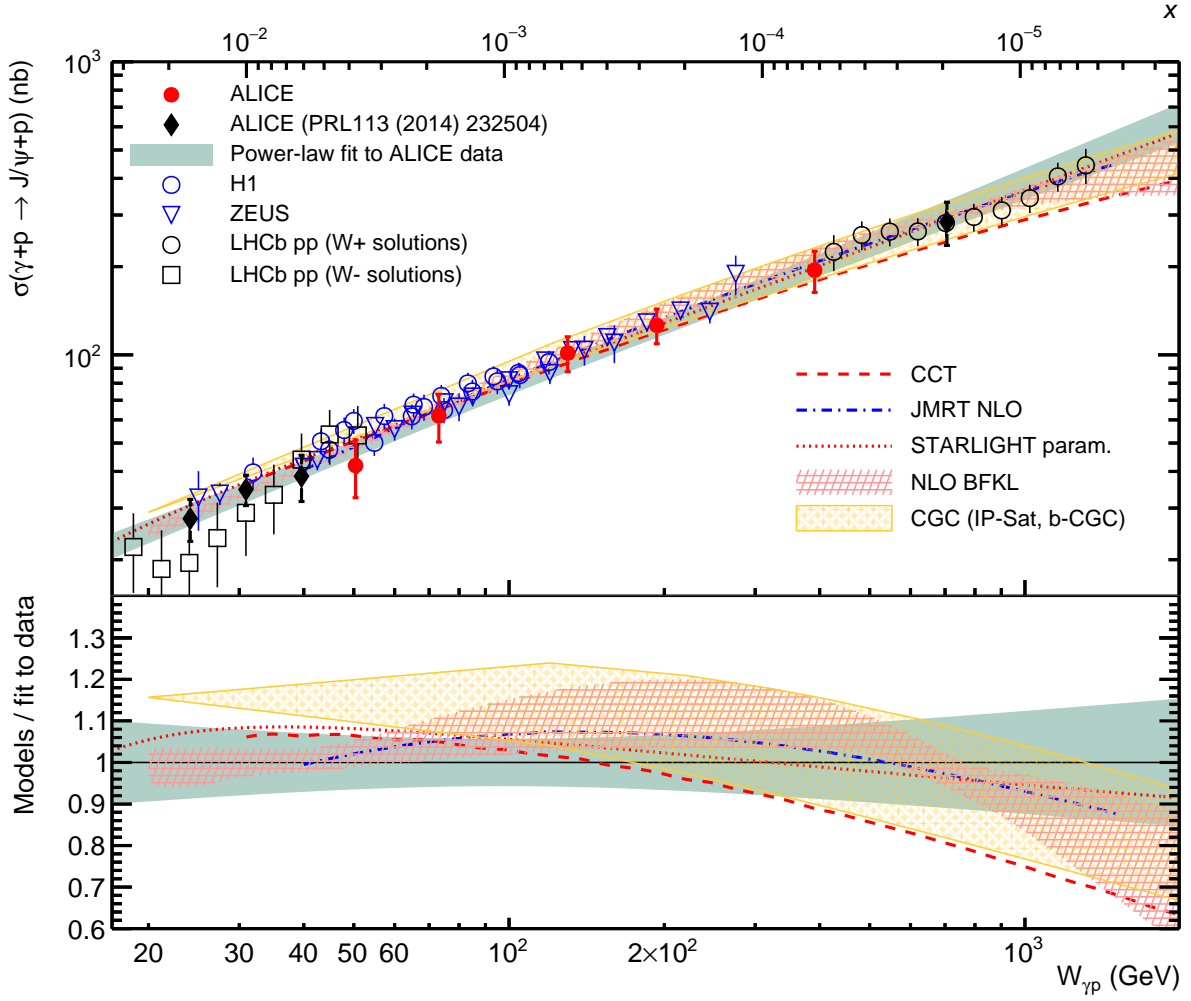 x
10⁻² 10⁻³ 10⁻⁴ 10⁻⁵
σ(γ+p → J/ψ+p) (nb)
10³
10²
ALICE
ALICE (PRL113 (2014) 232504)
Power-law fit to ALICE data
H1
ZEUS
LHCb pp (W+ solutions)
LHCb pp (W- solutions)
CCT
JMRT NLO
STARLIGHT param.
NLO BFKL
CGC (IP-Sat, b-CGC)
Models / fit to data
1.3
1.2
1.1
1
0.9
0.8
0.7
0.6
20 30 40 50 60 10² 2×10² 10³
W_γp (GeV)